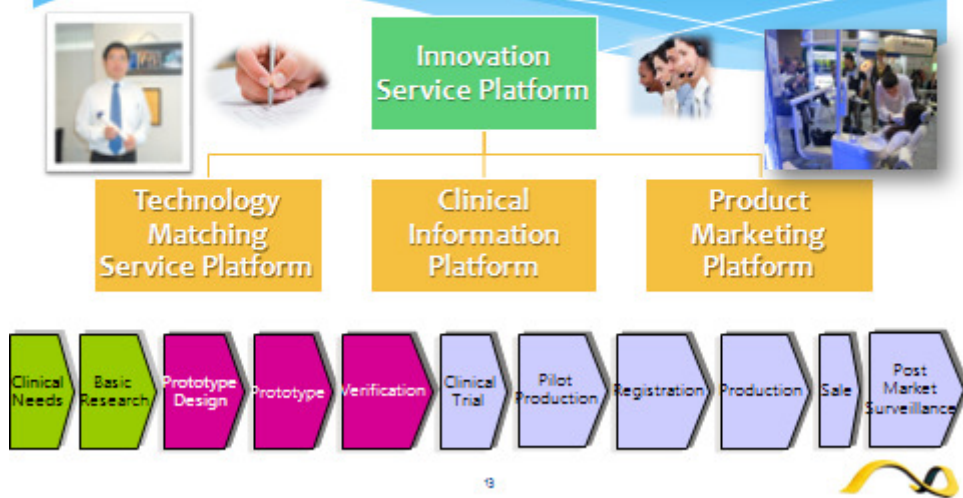 Innovation
Service Platform
Technology
Matching
Service Platform
Clinical
Information
Platform
Product
Marketing
Platform
Clinical
Needs
Basic
Research
Prototype
Design
Prototype
Verification
Clinical
Trial
Pilot
Production
Registration
Production
Sale
Post
Market
Surveillance
13